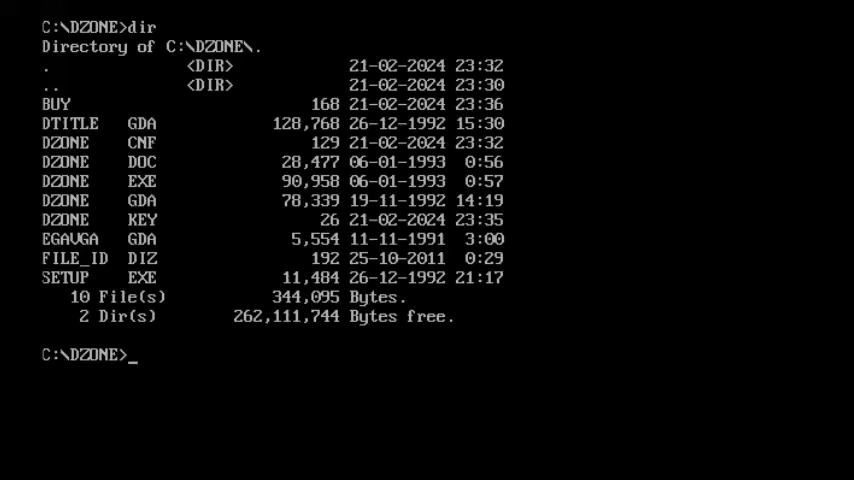 C:\DZONE>dir
Directory of C:\DZONE\.
.              <DIR>            21-02-2024 23:32
..             <DIR>            21-02-2024 23:30
BUY                         168 21-02-2024 23:36
DTITLE   GDA            128,768 26-12-1992 15:30
DZONE    CNF                129 21-02-2024 23:32
DZONE    DOC             28,477 06-01-1993  0:56
DZONE    EXE             90,958 06-01-1993  0:57
DZONE    GDA             78,339 19-11-1992 14:19
DZONE    KEY                 26 21-02-2024 23:35
EGAVGA   GDA              5,554 11-11-1991  3:00
FILE_ID  DIZ                192 25-10-2011  0:29
SETUP    EXE             11,484 26-12-1992 21:17
   10 File(s)           344,095 Bytes.
    2 Dir(s)        262,111,744 Bytes free.
C:\DZONE>_